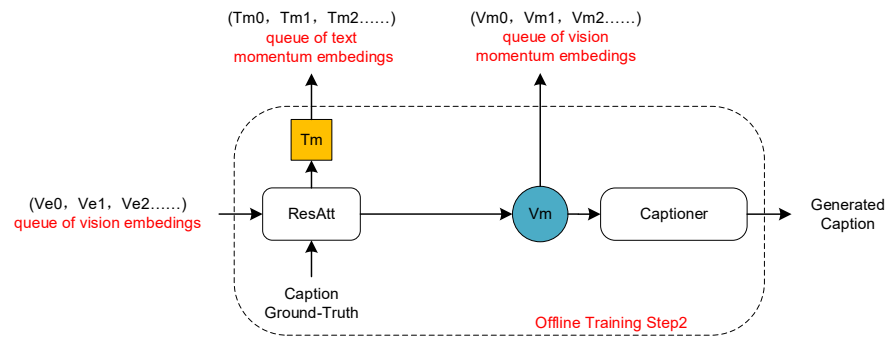 (Tm0，Tm1，Tm2……)
queue of text
momentum embedings
(Vm0，Vm1，Vm2……)
queue of vision
momentum embedings
Tm
(Ve0，Ve1，Ve2……)
queue of vision embedings
ResAtt
Vm
Captioner
Generated
Caption
Caption
Ground-Truth
Offline Training Step2